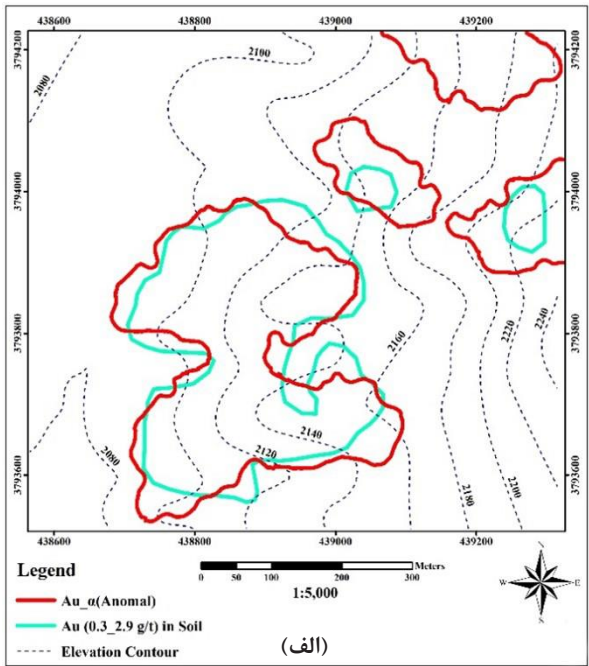 438600 438800 439000 439200
3794200 3794200
2080 2100
3794000 3794000
3793800 3793800
2160 2220 2240
2140
2120
2080 2180 2200
3793600 3793600
438600 438800 439000 439200
Legend
0 50 100 200 300 Meters
1:5,000
N
W E
S
Au_α(Anomal)
Au (0.3_2.9 g/t) in Soil
Elevation Contour
(الف)